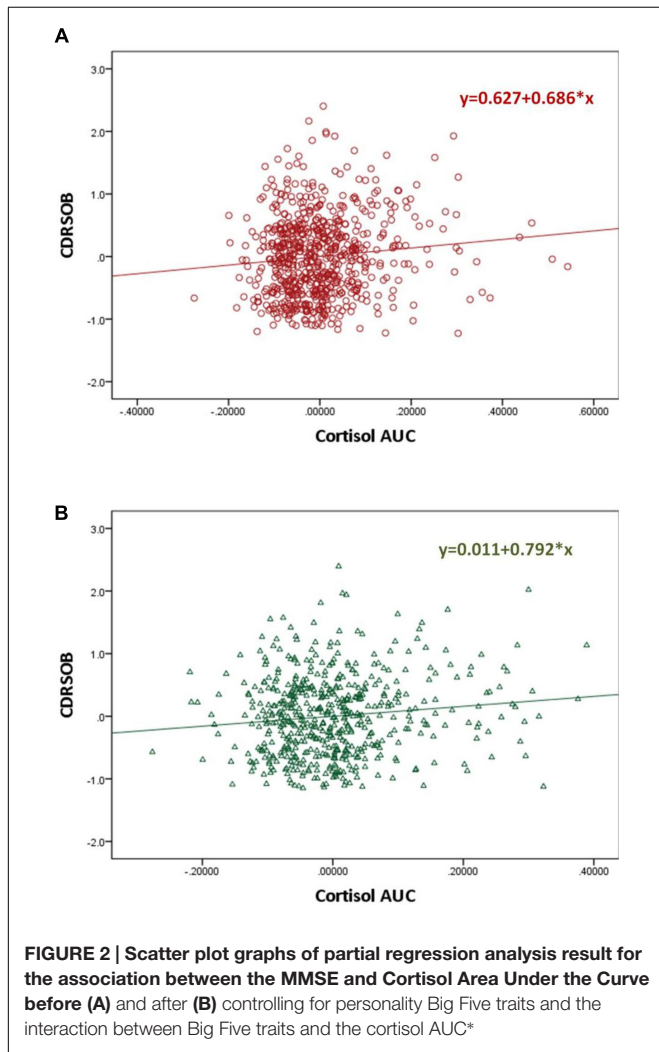 A
3.0
y=0.627+0.686*x
2.0
1.0
CDRSOB
.0
-1.0
-2.0
-.40000 -.20000 .00000 .20000 .40000 .60000
Cortisol AUC
B
3.0
y=0.011+0.792*x
2.0
1.0
CDRSOB
.0
-1.0
-2.0
-.20000 .00000 .20000 .40000
Cortisol AUC
FIGURE 2 | Scatter plot graphs of partial regression analysis result for
the association between the MMSE and Cortisol Area Under the Curve
before (A) and after (B) controlling for personality Big Five traits and the
interaction between Big Five traits and the cortisol AUC*